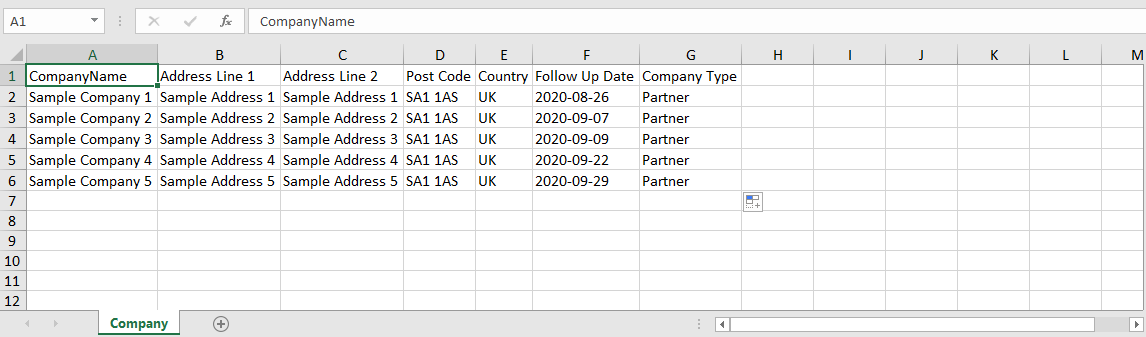 A1 fx CompanyName
A B C D E F G H I J K L M
1 CompanyName Address Line 1 Address Line 2 Post Code Country Follow Up Date Company Type
2 Sample Company 1 Sample Address 1 Sample Address 1 SA1 1AS UK 2020-08-26 Partner
3 Sample Company 2 Sample Address 2 Sample Address 2 SA1 1AS UK 2020-09-07 Partner
4 Sample Company 3 Sample Address 3 Sample Address 3 SA1 1AS UK 2020-09-09 Partner
5 Sample Company 4 Sample Address 4 Sample Address 4 SA1 1AS UK 2020-09-22 Partner
6 Sample Company 5 Sample Address 5 Sample Address 5 SA1 1AS UK 2020-09-29 Partner
7
8
9
10
11
12
Company